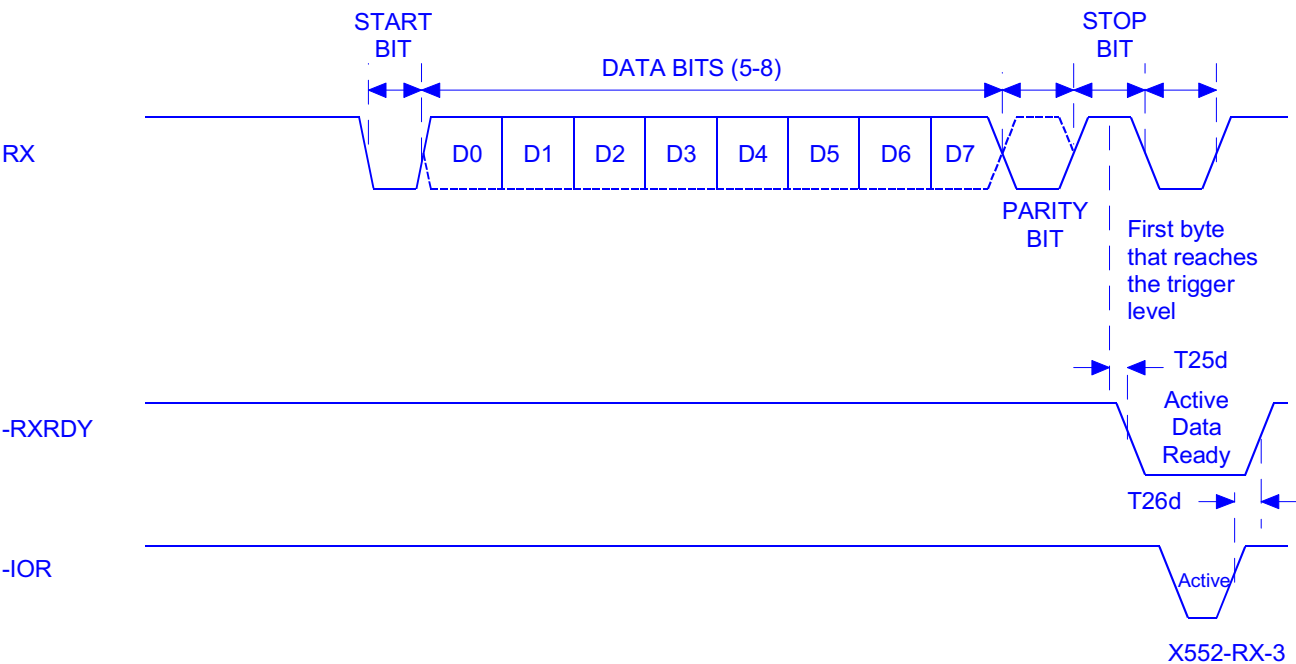 START
BIT
STOP
BIT
DATA BITS (5-8)
RX
D0 D1 D2 D3 D4 D5 D6 D7
PARITY
BIT
First byte
that reaches
the trigger
level
T25d
-RXRDY
Active
Data
Ready
T26d
-IOR
Active
X552-RX-3